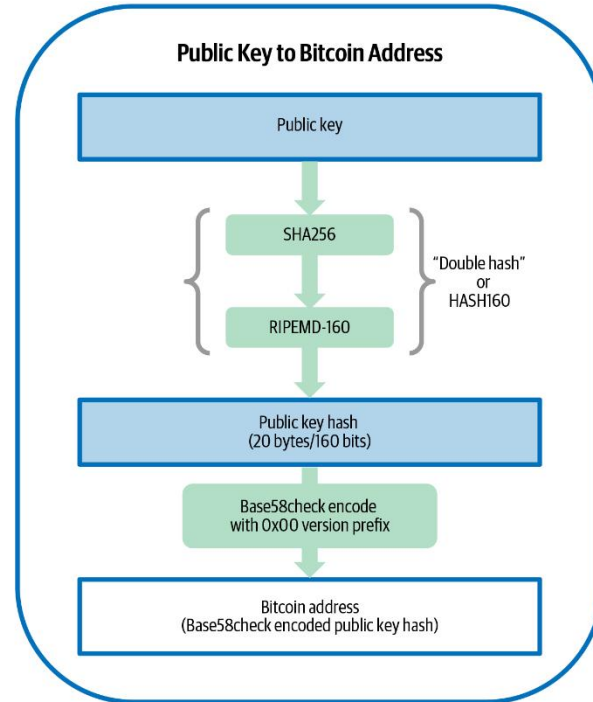 Public Key to Bitcoin Address
Public key
SHA256
"Double hash"
or
HASH160
RIPEMD-160
Public key hash
(20 bytes/160 bits)
Base58check encode
with 0x00 version prefix
Bitcoin address
(Base58check encoded public key hash)